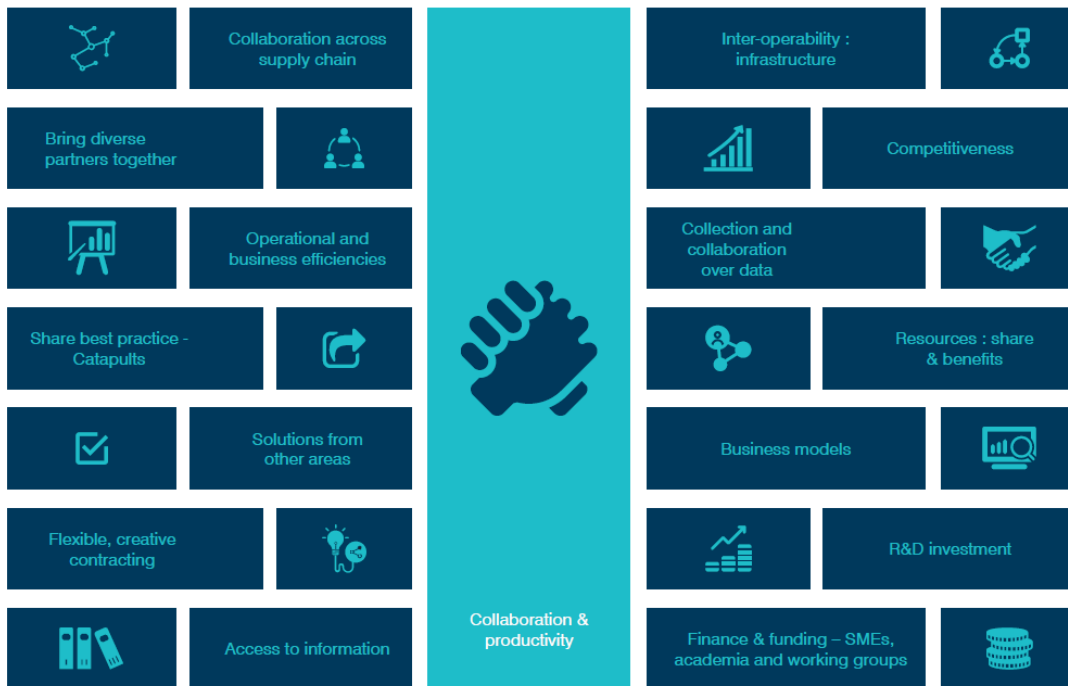 Collaboration across
supply chain
Bring diverse
partners together
Operational and
business efficiencies
Share best practice -
Catapults
Solutions from
other areas
Flexible, creative
contracting
Access to information
Collaboration &
productivity
Inter-operability :
infrastructure
Competitiveness
Collection and
collaboration
over data
Resources : share
& benefits
Business models
R&D investment
Finance & funding – SMEs,
academia and working groups